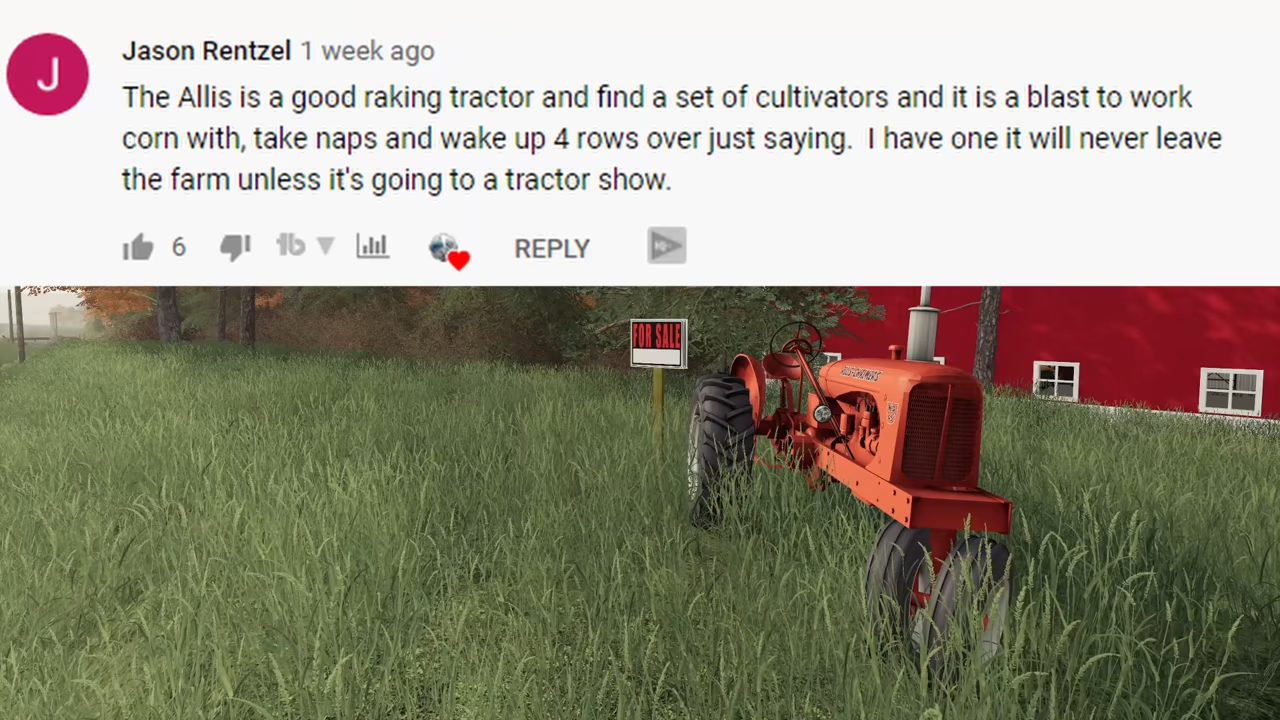 J
Jason Rentzel 1 week ago
The Allis is a good raking tractor and find a set of cultivators and it is a blast to work
corn with, take naps and wake up 4 rows over just saying.  I have one it will never leave
the farm unless it's going to a tractor show.
6
REPLY
FOR SALE
ALLIS-CHALMERS